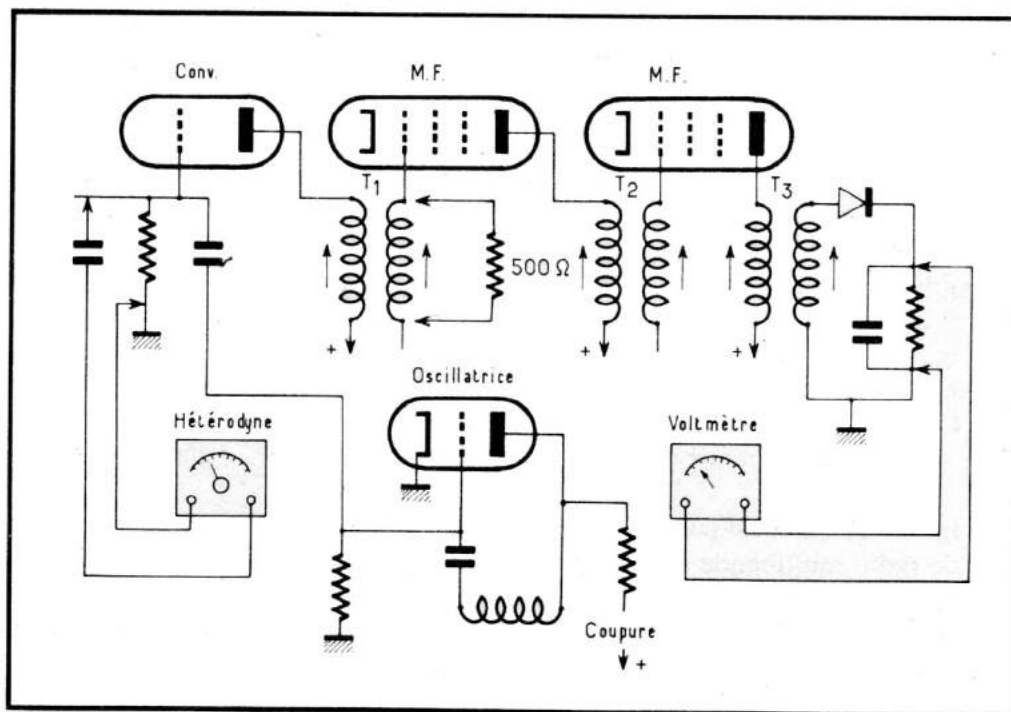 Conv.
M.F.
M.F.
T1
T2
T3
500 Ω
+
+
+
Oscillatrice
Hétérodyne
Voltmètre
Coupure
+